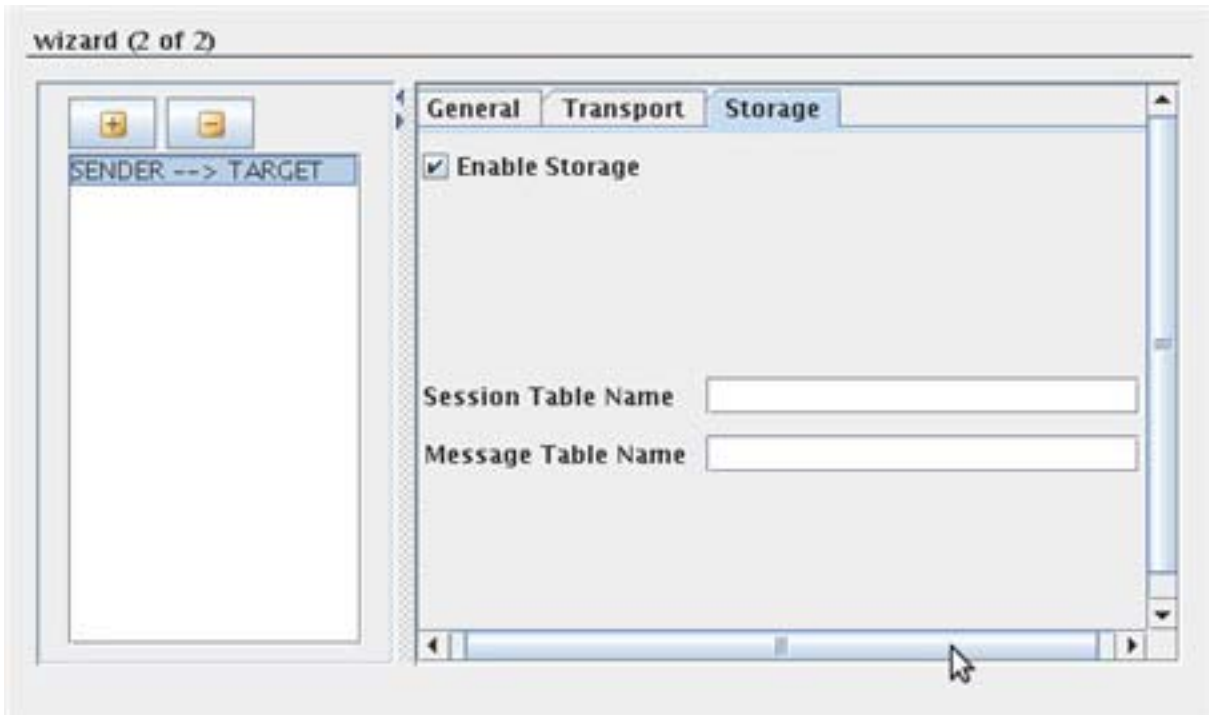 wizard (2 of 2)
SENDER --> TARGET
General Transport Storage
Enable Storage
Session Table Name
Message Table Name